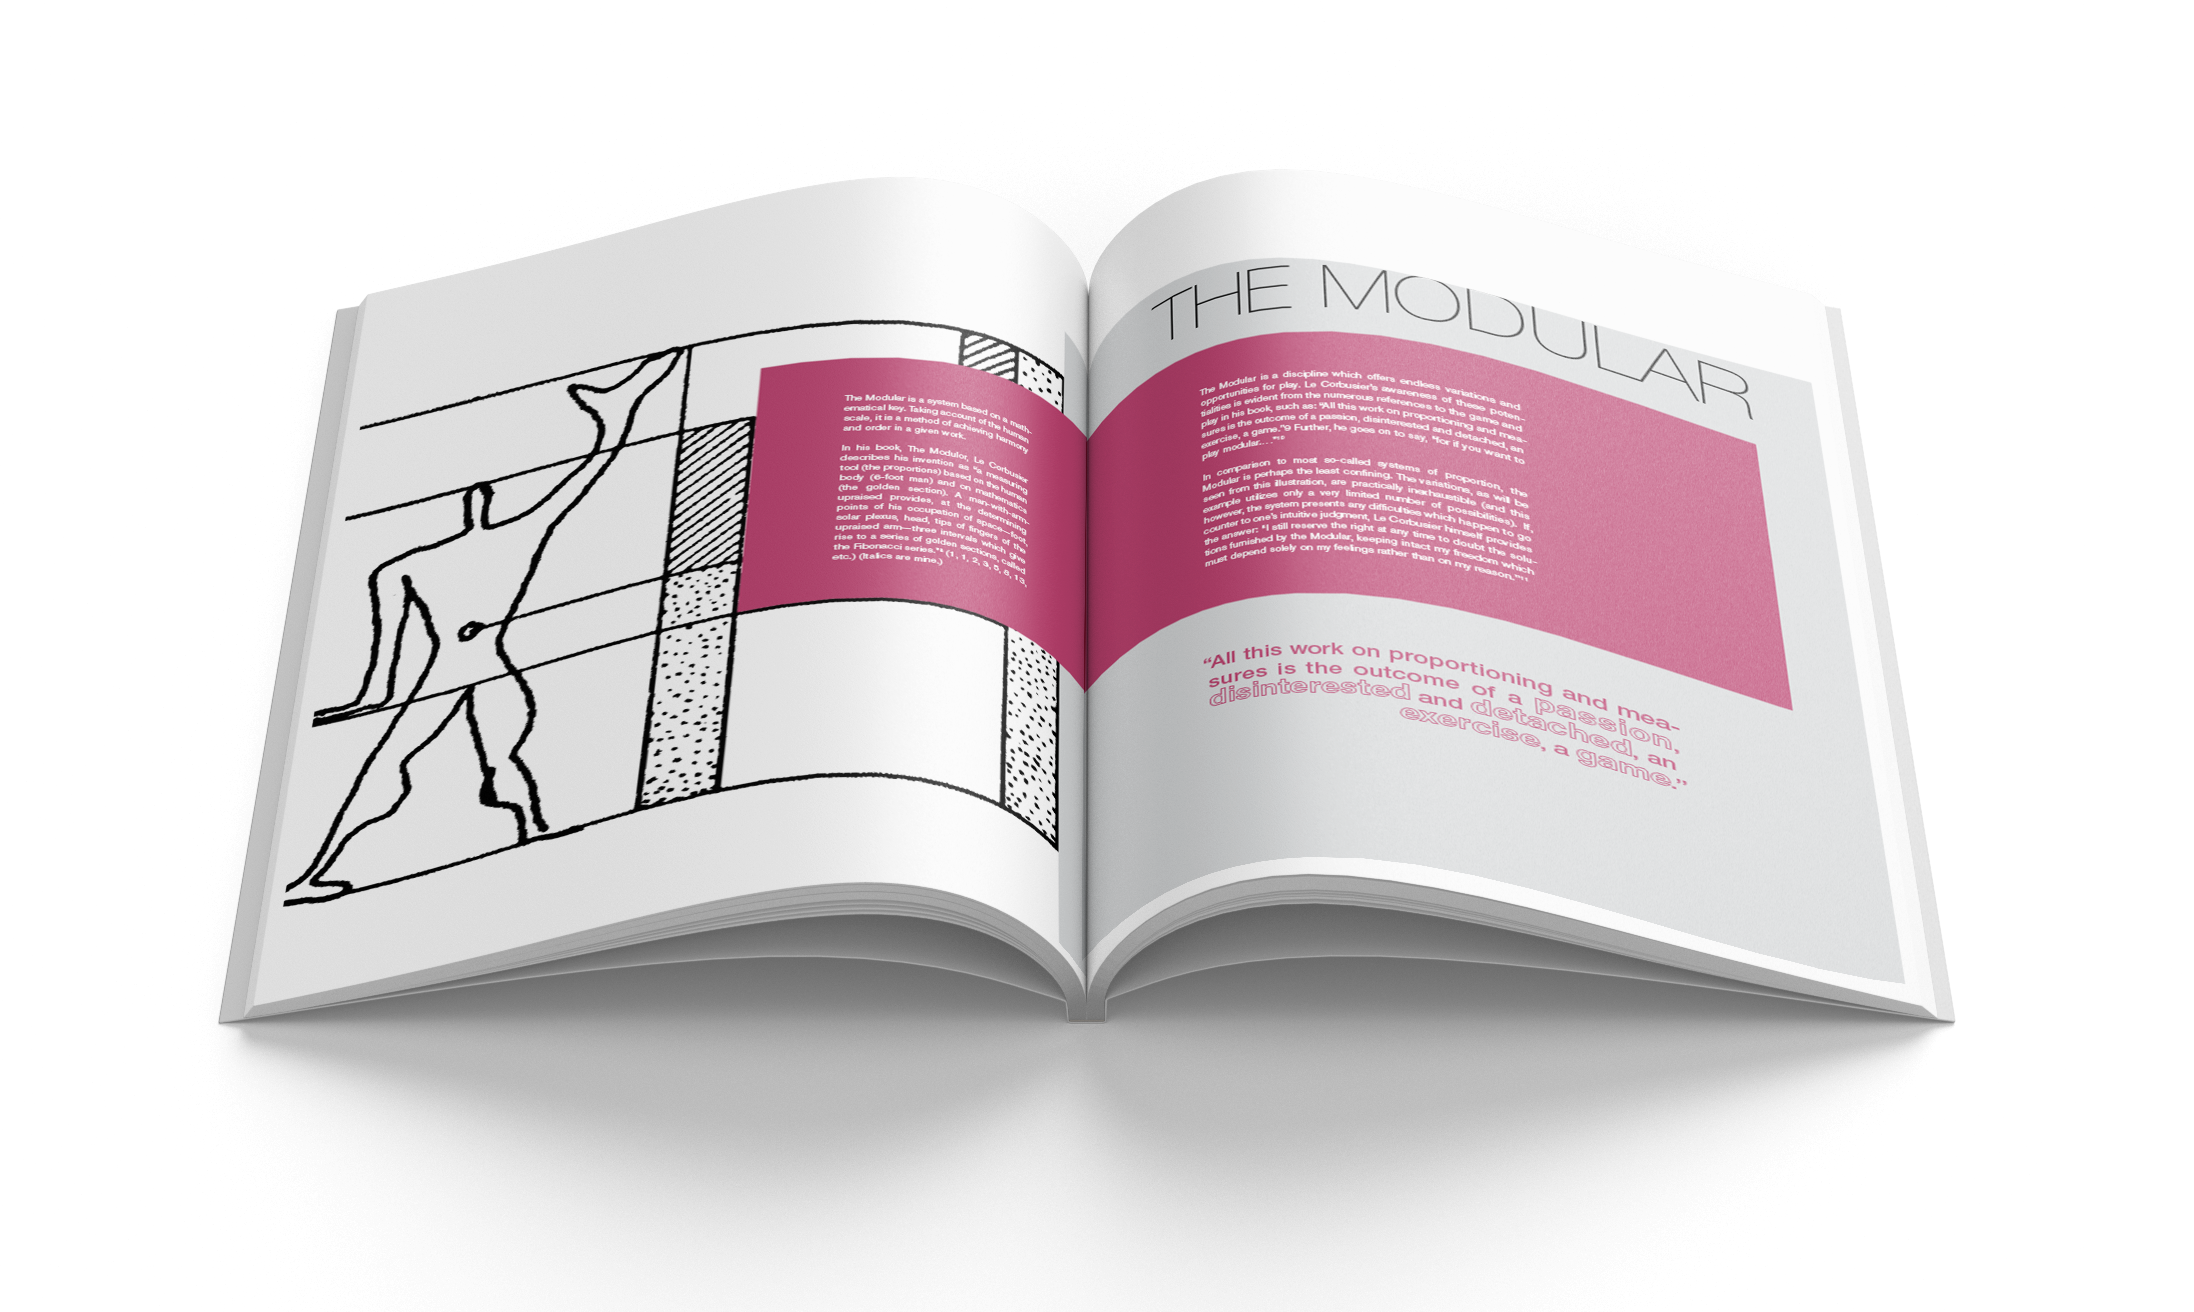 The Modular is a system based on a math-
ematical key. Taking account of the human
scale, it is a method of achieving harmony
and order in a given work.
In his book, The Modulor, Le Corbusier
describes his invention as "a measuring
tool (the proportions) based on the human
body (6-foot man) and on mathematics
(the golden section). A man-with-arm-
upraised provides, at the determining
points of his occupation of space—foot,
solar plexus, head, tips of fingers of the
upraised arm—three intervals which give
rise to a series of golden sections, called
the Fibonacci series."⁸ (1, 1, 2, 3, 5, 8, 13,
etc.) (Italics are mine.)
THE MODULAR
The Modular is a discipline which offers endless variations and
opportunities for play. Le Corbusier's awareness of these poten-
tialities is evident from the numerous references to the game and
play in his book, such as: "All this work on proportioning and mea-
sures is the outcome of a passion, disinterested and detached, an
exercise, a game."9 Further, he goes on to say, "for if you want to
play modular. . . "¹⁰
In comparison to most so-called systems of proportion, the
Modular is perhaps the least confining. The variations, as will be
seen from this illustration, are practically inexhaustible (and this
example utilizes only a very limited number of possibilities). If,
however, the system presents any difficulties which happen to go
counter to one's intuitive judgment, Le Corbusier himself provides
the answer: "I still reserve the right at any time to doubt the solu-
tions furnished by the Modular, keeping intact my freedom which
must depend solely on my feelings rather than on my reason."¹¹
"All this work on proportioning and mea-
sures is the outcome of a passion,
disinterested and detached, an
exercise, a game."